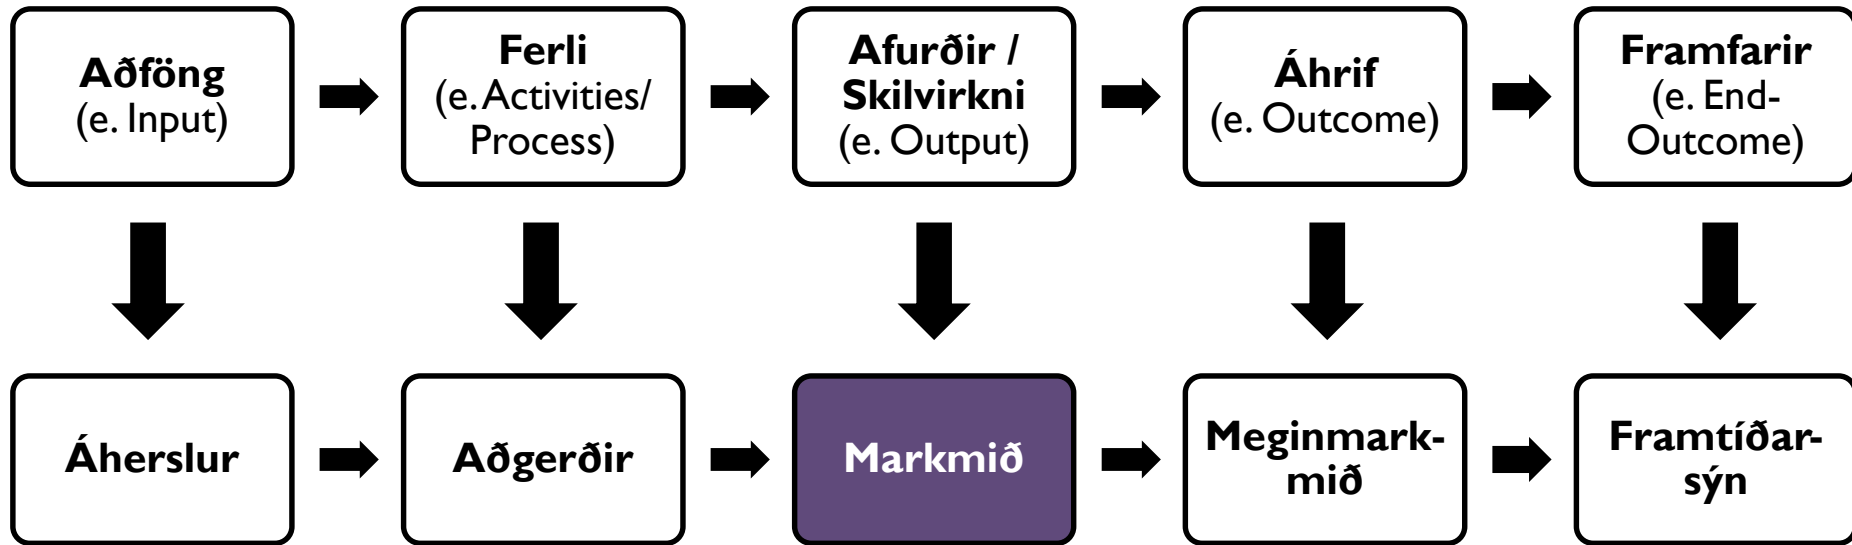 Aðföng
(e. Input)
Ferli
(e. Activities/
Process)
Afurðir /
Skilvirkni
(e. Output)
Áhrif
(e. Outcome)
Framfarir
(e. End-
Outcome)
Áherslur
Aðgerðir
Markmið
Meginmark-
mið
Framtíðar-
sýn